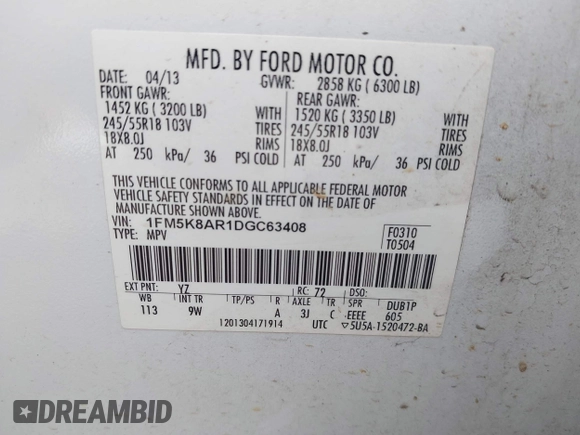 MFD. BY FORD MOTOR CO.
DATE: 04/13 GVWR: 2858 KG ( 6300 LB)
FRONT GAWR: REAR GAWR:
1452 KG ( 3200 LB) WITH 1520 KG ( 3350 LB) WITH
245/55R18 103V TIRES 245/55R18 103V TIRES
18X8.0J RIMS 18X8.0J RIMS
AT 250 kPa/ 36 PSI COLD AT 250 kPa/ 36 PSI COLD
THIS VEHICLE CONFORMS TO ALL APPLICABLE FEDERAL MOTOR
VEHICLE SAFETY STANDARDS IN EFFECT ON THE DATE OF
MANUFACTURE SHOWN ABOVE.
VIN: 1FM5K8AR1DGC63408 F0310
TYPE: MPV T0504
EXT PNT: YZ RC: 72 DSO:
WB INT TR TP/PS R AXLE TR SPR DUB1P
113 9W A 3J C EEEE 605
1201304171914 UTC ▽5U5A-1520472-BA
DREAMBID